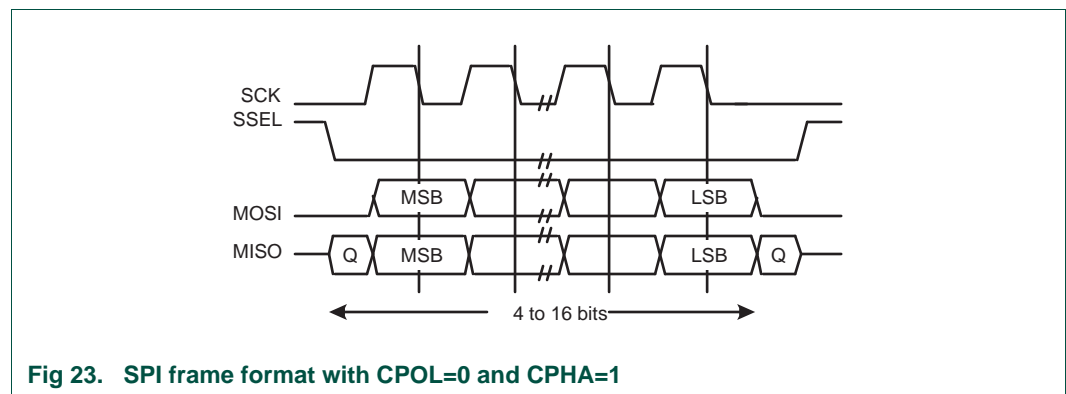 SCK
SSEL
MOSI
MSB
LSB
MISO
Q
MSB
LSB
Q
4 to 16 bits
Fig 23. SPI frame format with CPOL=0 and CPHA=1